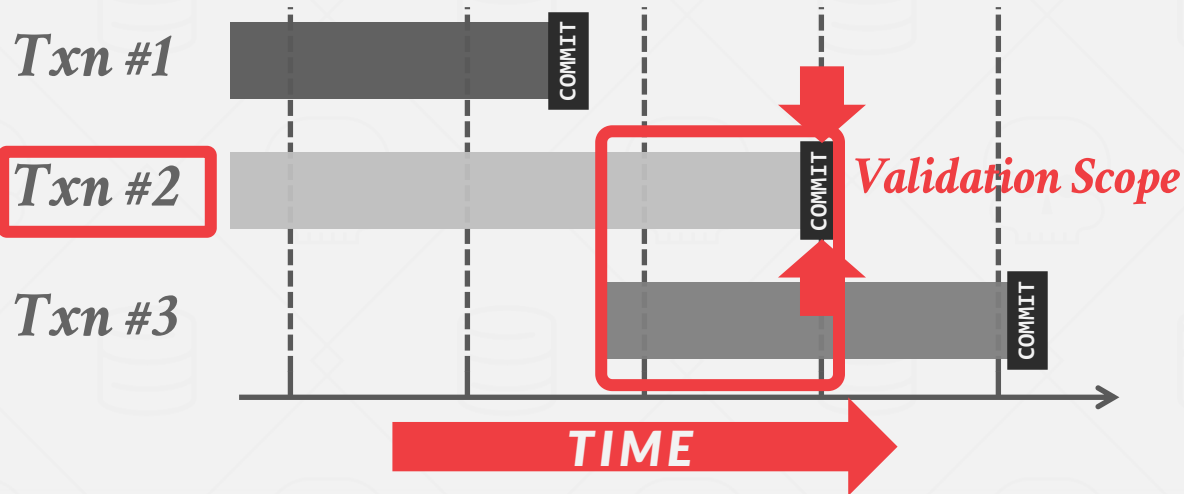 Txn #1
COMMIT
Txn #2
COMMIT
Validation Scope
Txn #3
COMMIT
TIME